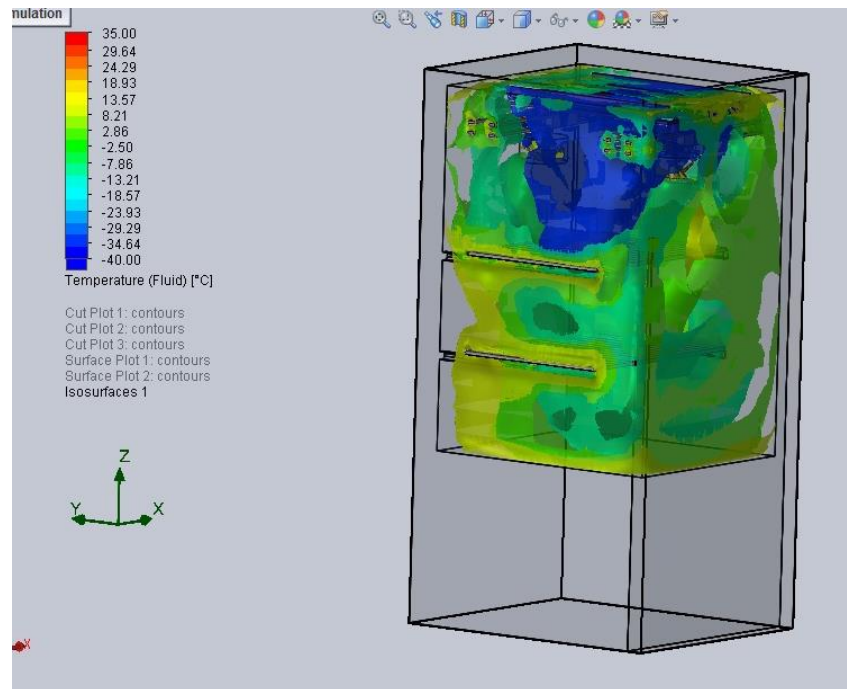 mulation
35.00
29.64
24.29
18.93
13.57
8.21
2.86
-2.50
-7.86
-13.21
-18.57
-23.93
-29.29
-34.64
-40.00
Temperature (Fluid) [°C]
Cut Plot 1: contours
Cut Plot 2: contours
Cut Plot 3: contours
Surface Plot 1: contours
Surface Plot 2: contours
Isosurfaces 1
Z
Y
X
X